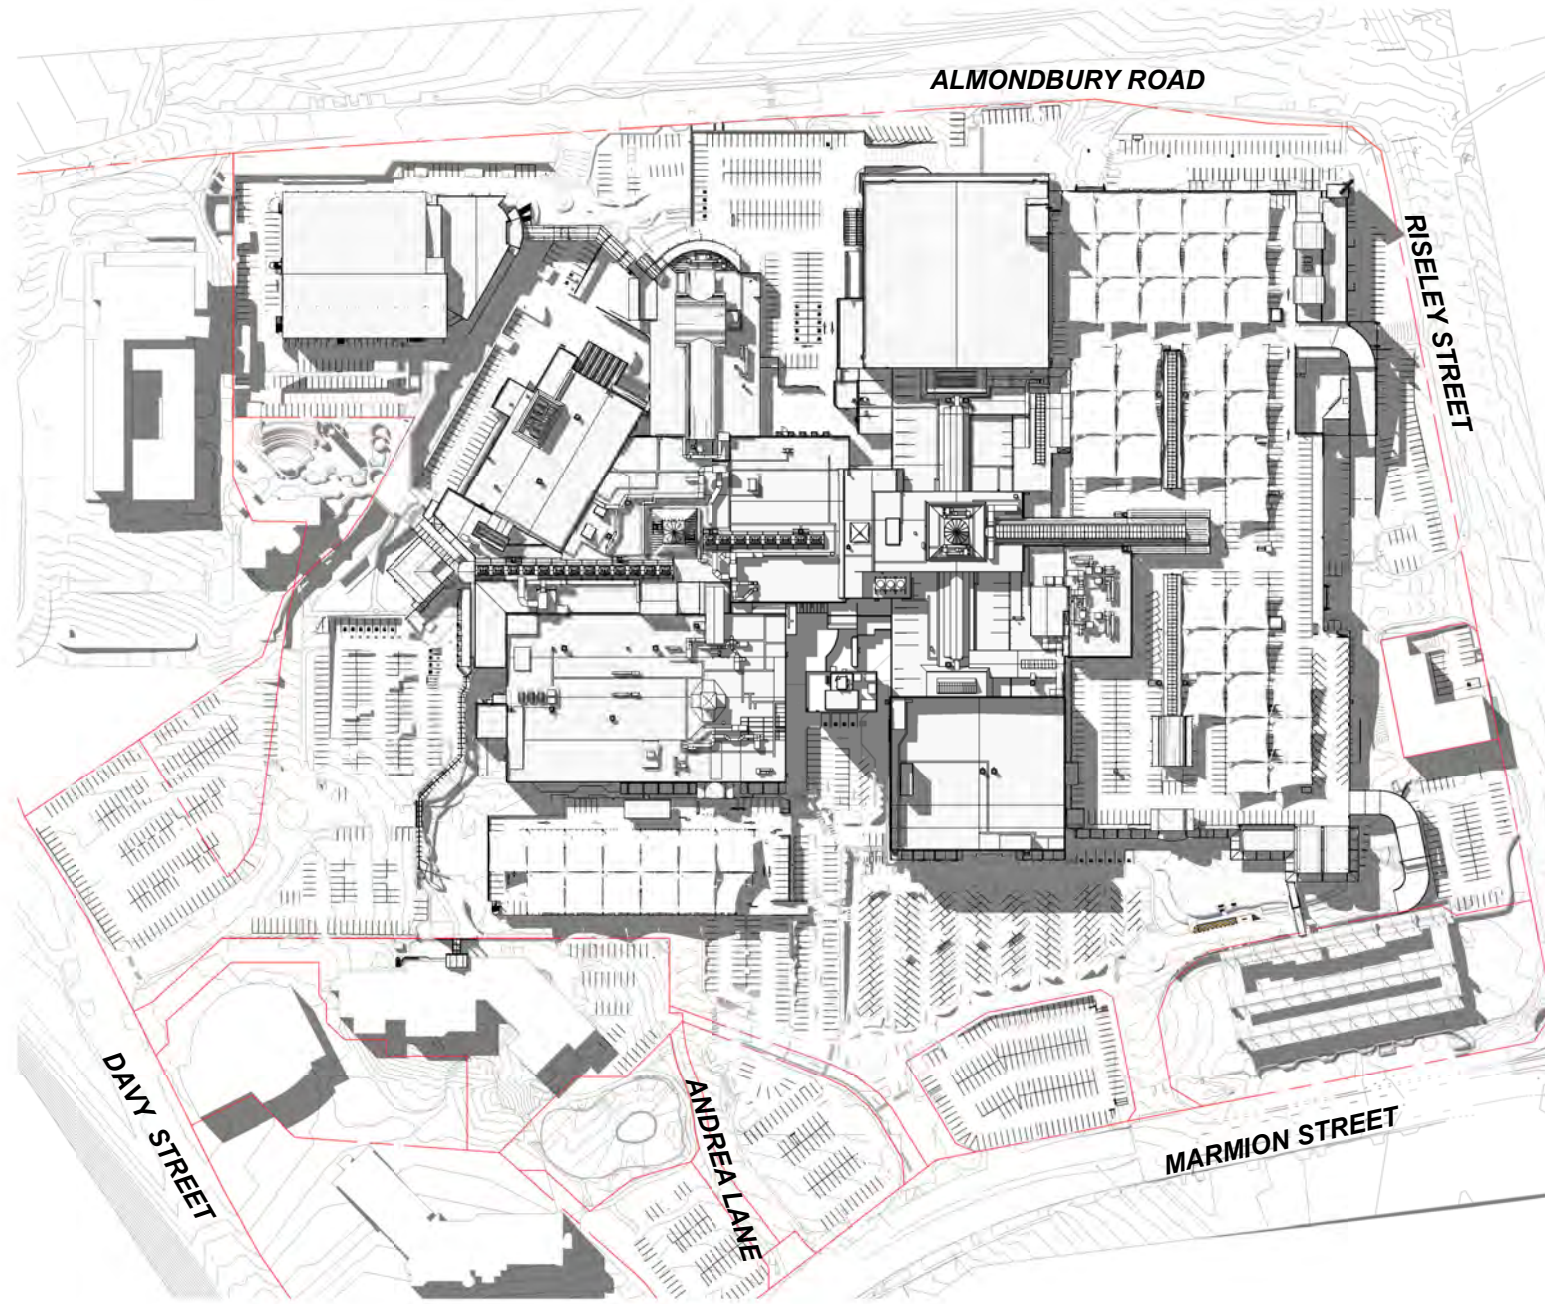 ALMONDBURY ROAD
RISELEY STREET
DAVY STREET
ANDREA LANE
MARMION STREET